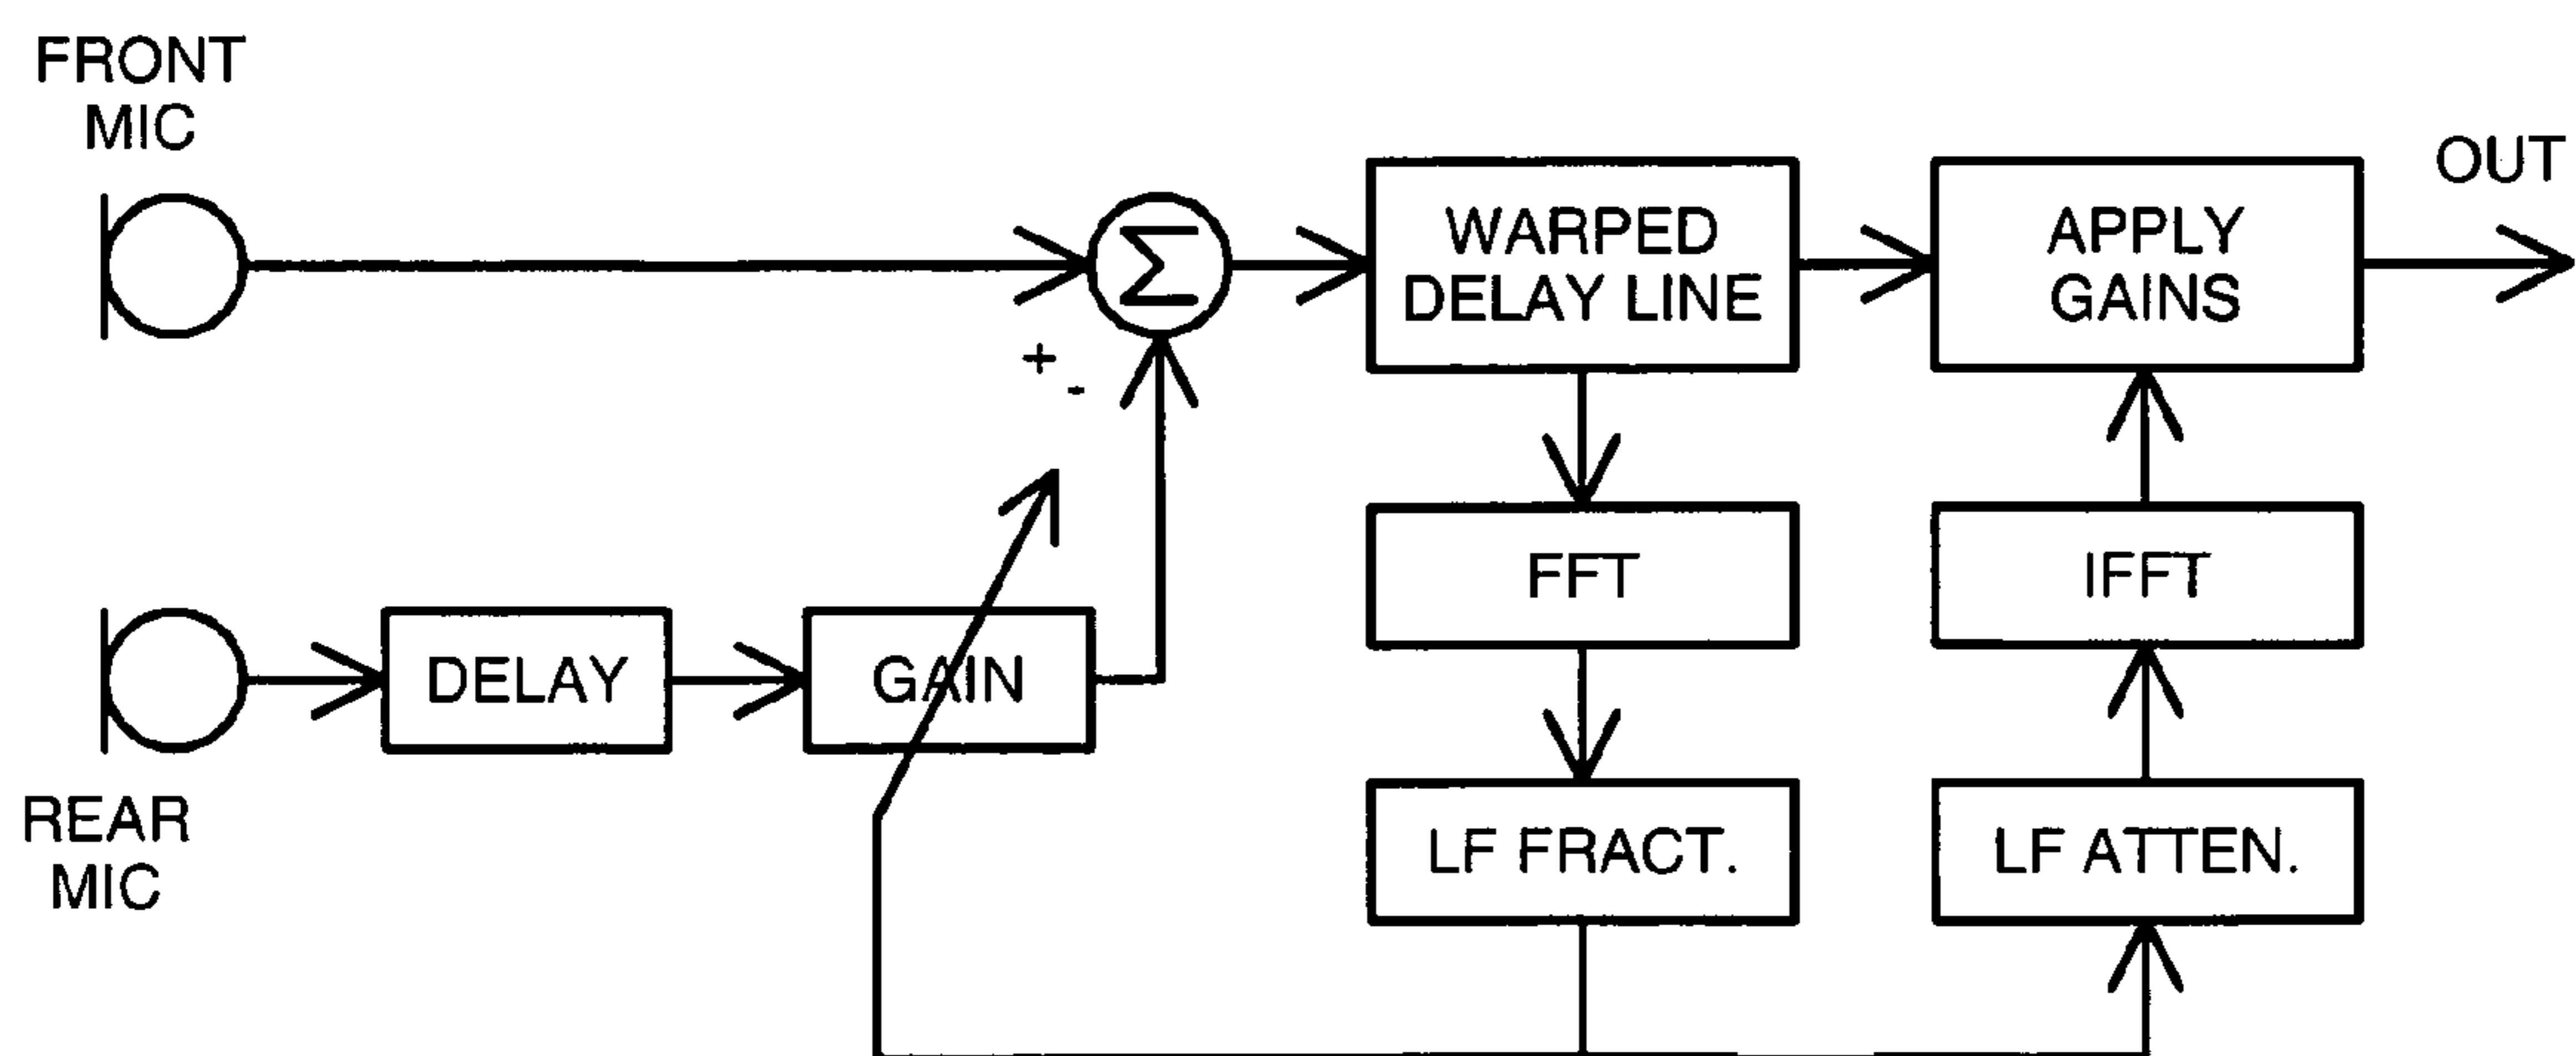 FRONT
MIC
OUT
Σ
WARPED
DELAY LINE
APPLY
GAINS
+
-
FFT
IFFT
DELAY
GAIN
REAR
MIC
LF FRACT.
LF ATTEN.